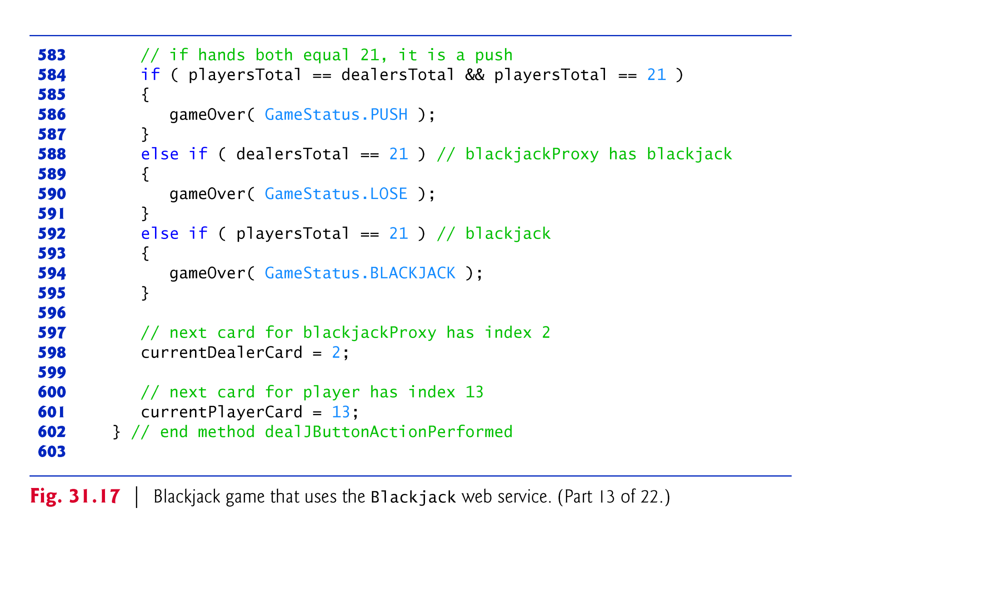 583 // if hands both equal 21, it is a push
584 if ( playersTotal == dealersTotal && playersTotal == 21 )
585 {
586 gameOver( GameStatus.PUSH );
587 }
588 else if ( dealersTotal == 21 ) // blackjackProxy has blackjack
589 {
590 gameOver( GameStatus.LOSE );
591 }
592 else if ( playersTotal == 21 ) // blackjack
593 {
594 gameOver( GameStatus.BLACKJACK );
595 }
596
597 // next card for blackjackProxy has index 2
598 currentDealerCard = 2;
599
600 // next card for player has index 13
601 currentPlayerCard = 13;
602 } // end method dealJButtonActionPerformed
603
Fig. 31.17 | Blackjack game that uses the Blackjack web service. (Part 13 of 22.)